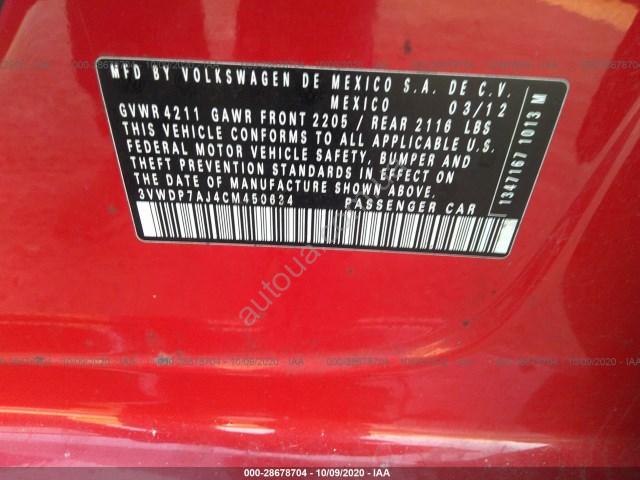 MFD BY VOLKSWAGEN DE MEXICO S.A. DE C.V.
MEXICO 03/12
GVWR 4211 GAWR FRONT 2205 / REAR 2116 LBS
THIS VEHICLE CONFORMS TO ALL APPLICABLE U.S.
FEDERAL MOTOR VEHICLE SAFETY, BUMPER AND
THEFT PREVENTION STANDARDS IN EFFECT ON
THE DATE OF MANUFACTURE SHOWN ABOVE.
3VWDP7AJ4CM450624 PASSENGER CAR
1347167 1013 M
000-28678704 - 10/09/2020 - IAA